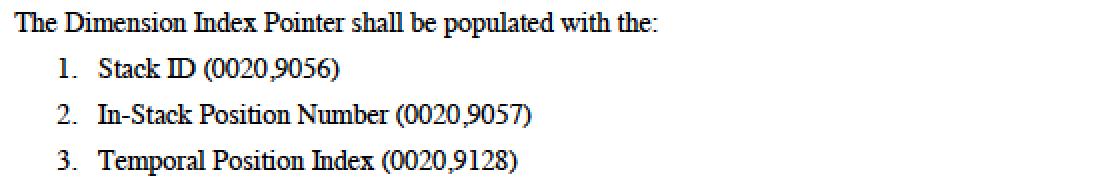 The Dimension Index Pointer shall be populated with the:
1. Stack ID (0020,9056)
2. In-Stack Position Number (0020,9057)
3. Temporal Position Index (0020,9128)